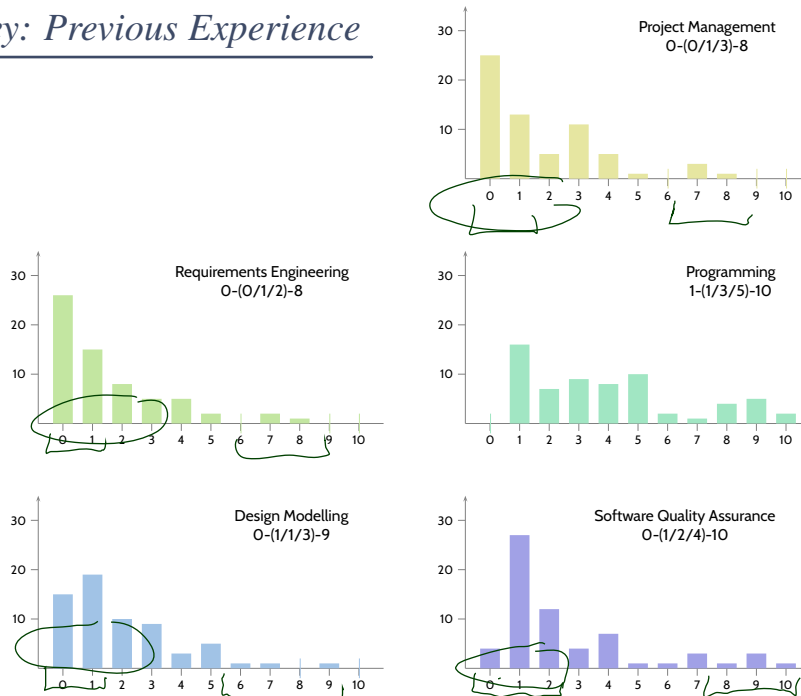 ey: Previous Experience
Project Management
0-(0/1/3)-8
30
20
10
0 1 2 3 4 5 6 7 8 9 10
Requirements Engineering
0-(0/1/2)-8
30
20
10
0 1 2 3 4 5 6 7 8 9 10
Programming
1-(1/3/5)-10
30
20
10
0 1 2 3 4 5 6 7 8 9 10
Design Modelling
0-(1/1/3)-9
30
20
10
0 1 2 3 4 5 6 7 8 9 10
Software Quality Assurance
0-(1/2/4)-10
30
20
10
0 1 2 3 4 5 6 7 8 9 10